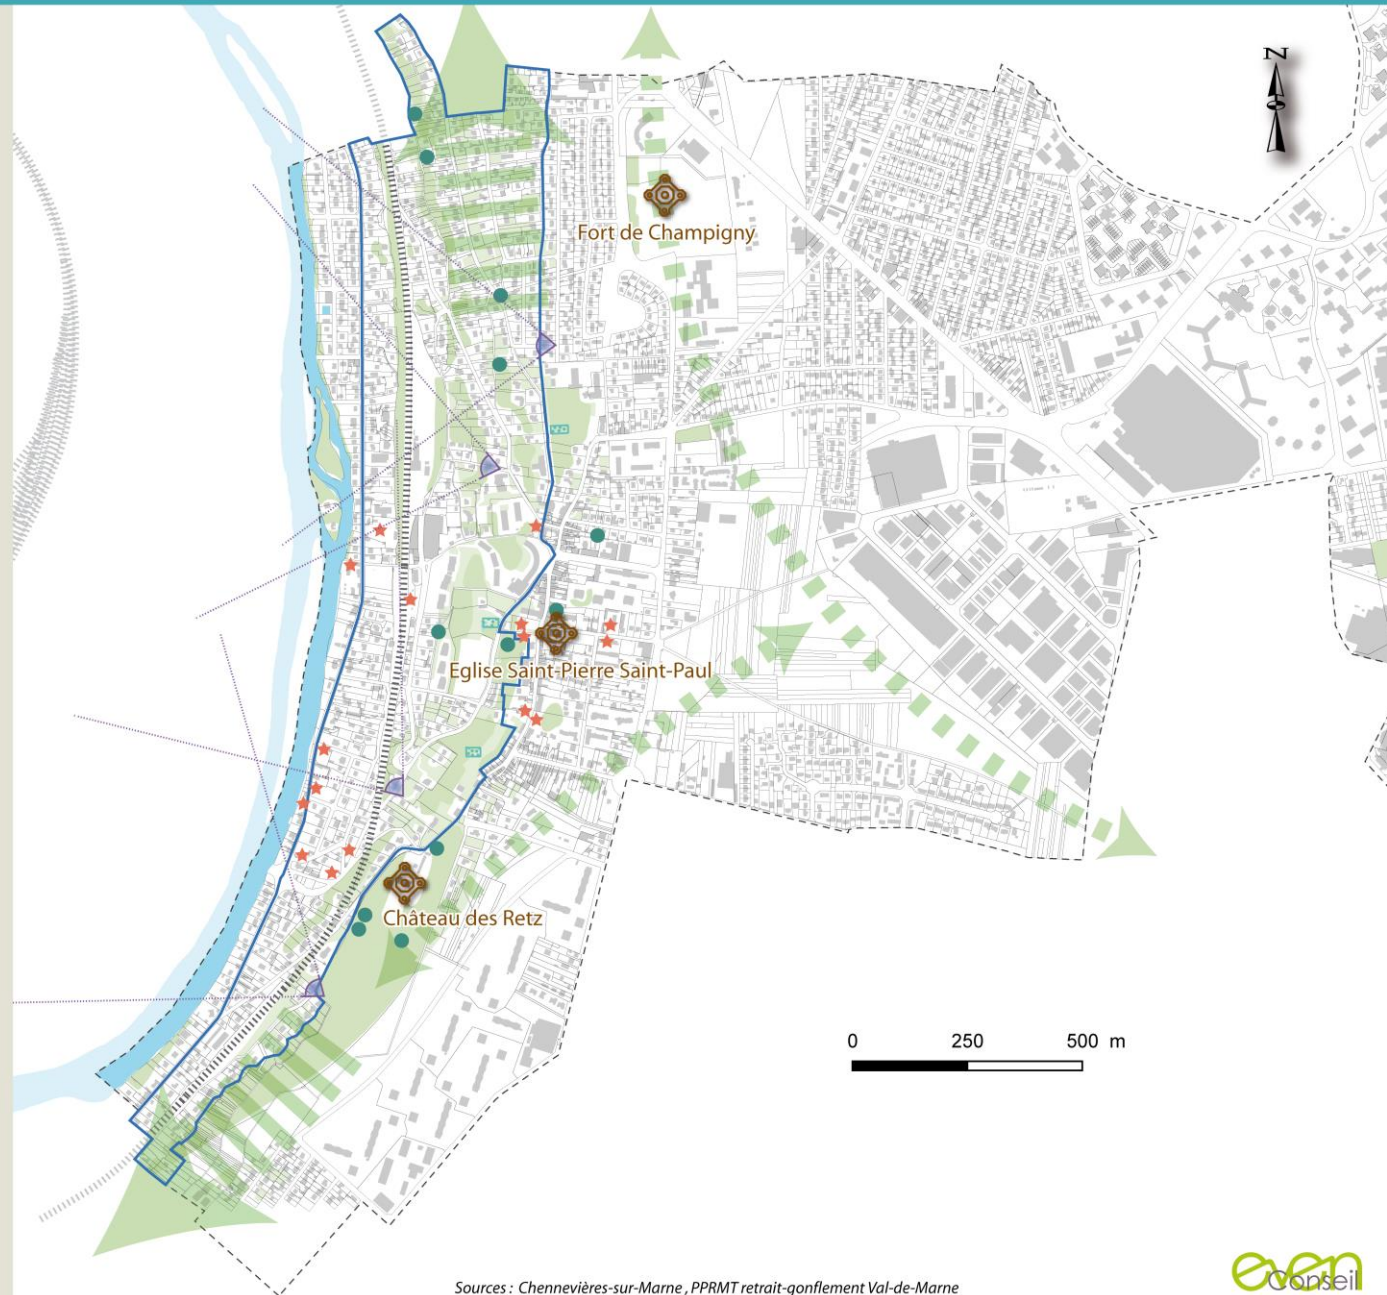 N
Fort de Champigny
Eglise Saint-Pierre Saint-Paul
Château des Retz
0 250 500 m
Sources : Chennevières-sur-Marne, PPRMT retrait-gonflement Val-de-Marne
even
Conseil